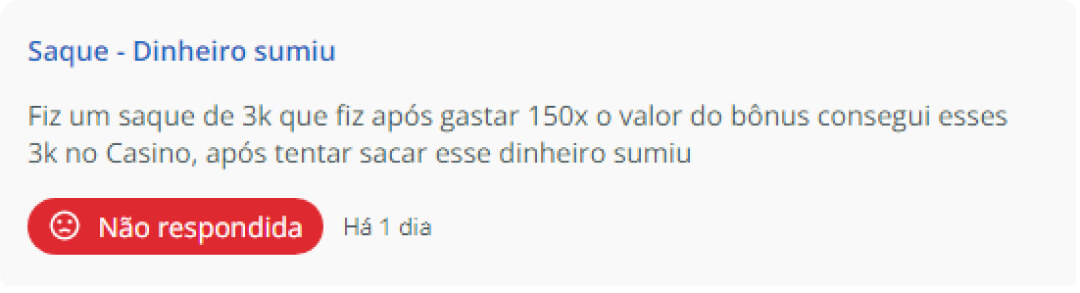 Saque - Dinheiro sumiu
Fiz um saque de 3k que fiz após gastar 150x o valor do bônus consegui esses
3k no Casino, após tentar sacar esse dinheiro sumiu
Não respondida
Há 1 dia